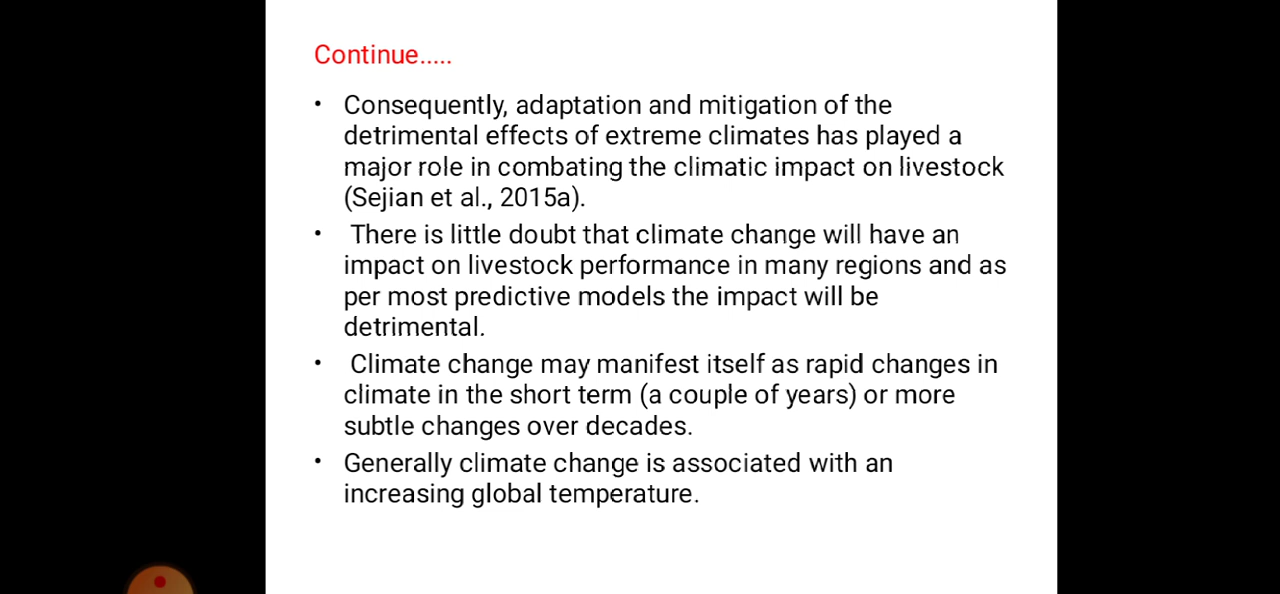 Continue.....
• Consequently, adaptation and mitigation of the
detrimental effects of extreme climates has played a
major role in combating the climatic impact on livestock
(Sejian et al., 2015a).
• There is little doubt that climate change will have an
impact on livestock performance in many regions and as
per most predictive models the impact will be
detrimental.
• Climate change may manifest itself as rapid changes in
climate in the short term (a couple of years) or more
subtle changes over decades.
• Generally climate change is associated with an
increasing global temperature.